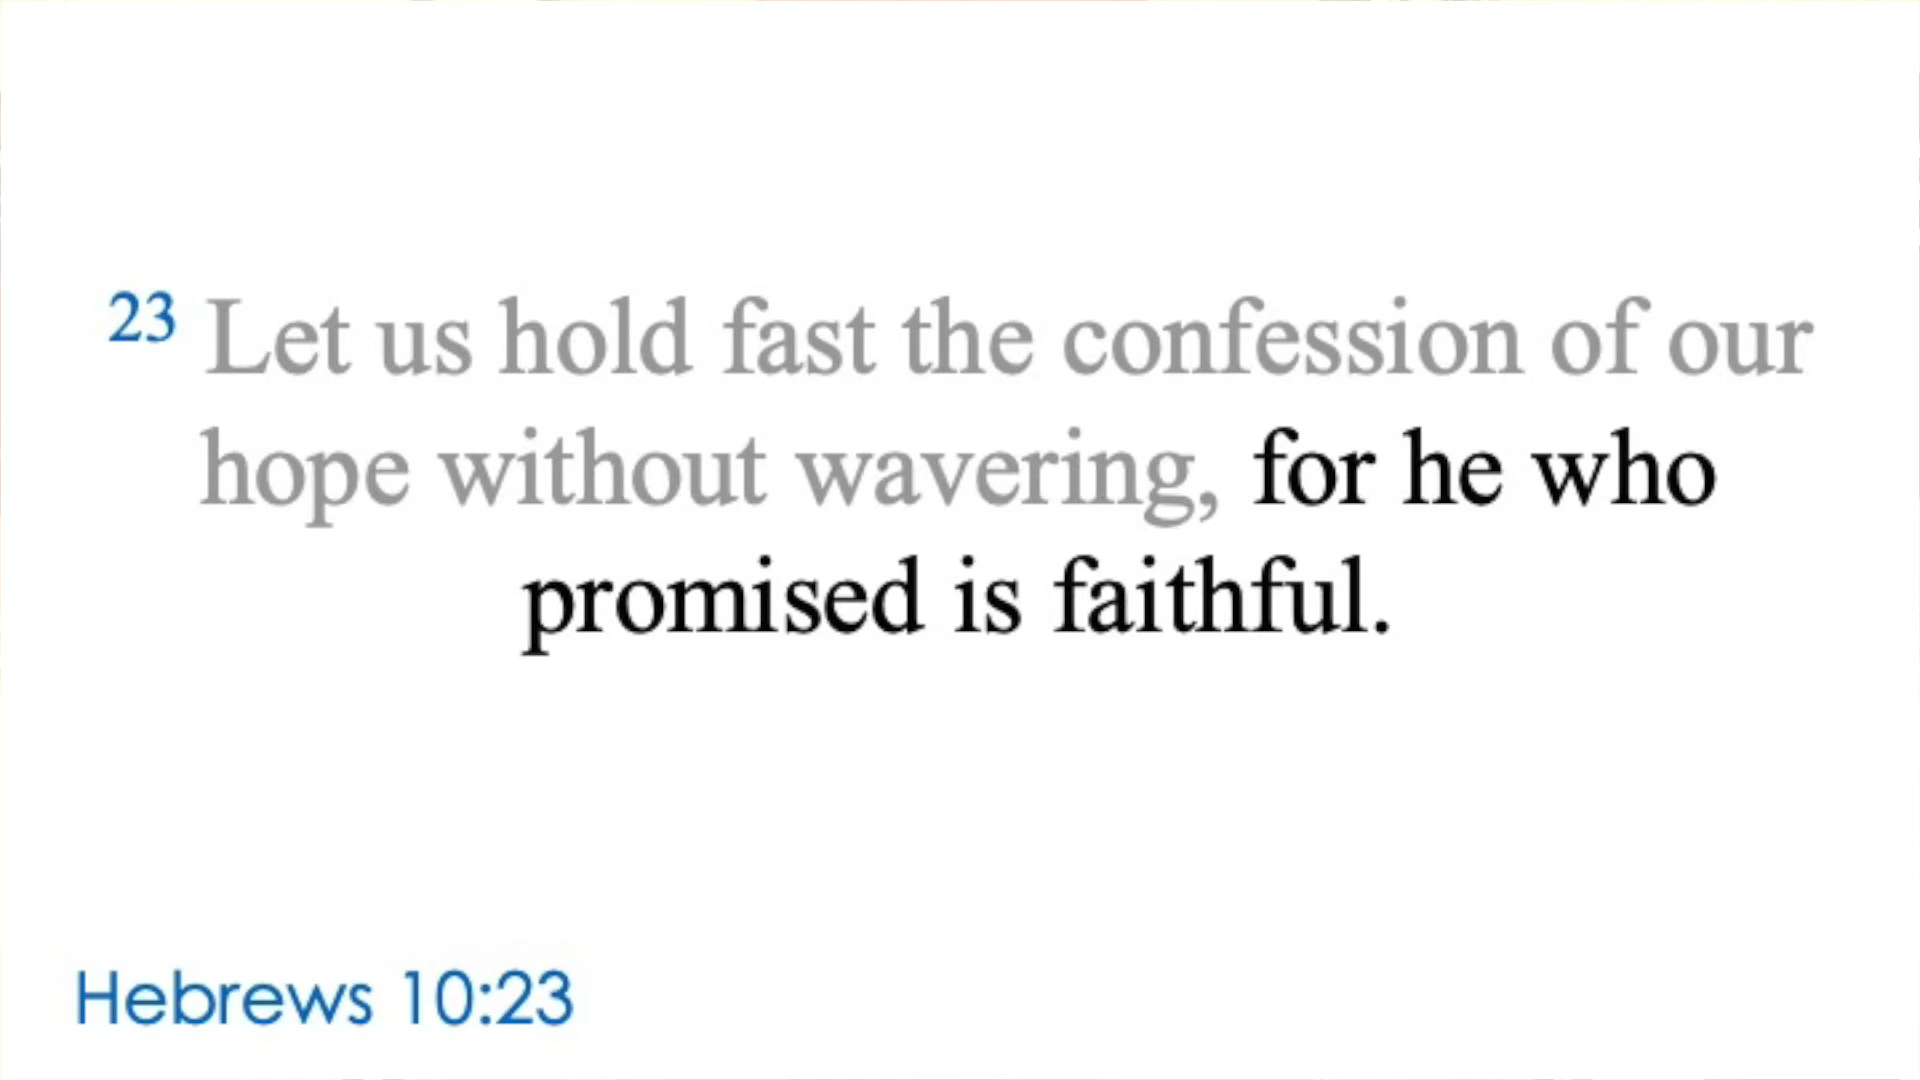 23 Let us hold fast the confession of our
hope without wavering, for he who
promised is faithful.
Hebrews 10:23